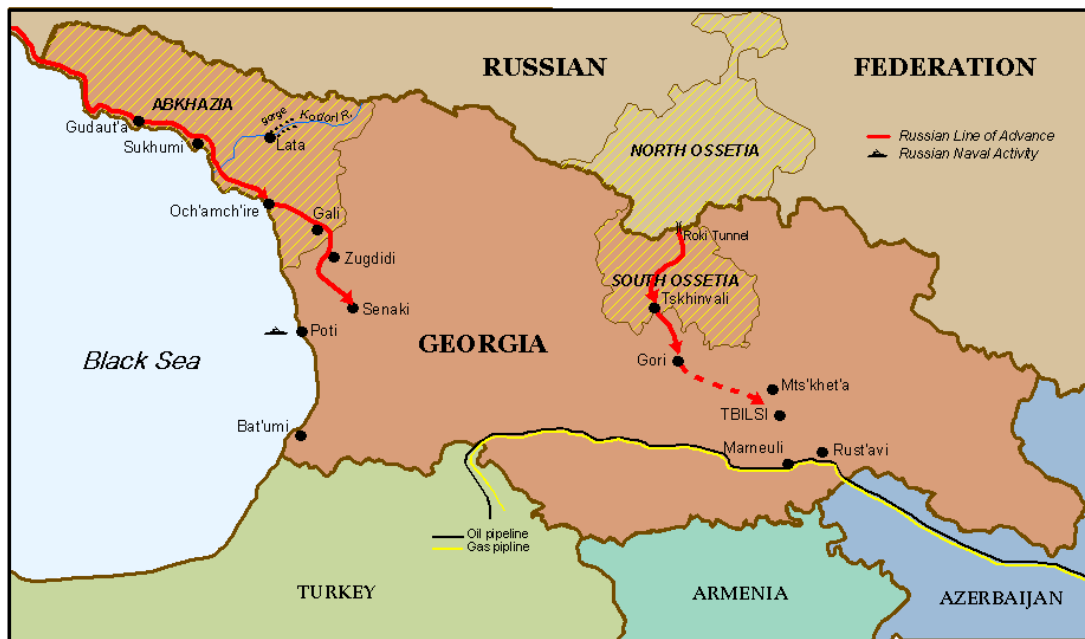 RUSSIAN FEDERATION
ABKHAZIA
gorge
Kodori R.
Gudaut'a
Sukhumi
Lata
Russian Line of Advance
Russian Naval Activity
NORTH OSSETIA
Och'amch'ire
Gali
Roki Tunnel
Zugdidi
SOUTH OSSETIA
Tskhinvali
Senaki
Poti
GEORGIA
Black Sea
Gori
Mts'khet'a
TBILSI
Bat'umi
Marneuli
Rust'avi
Oil pipeline
Gas pipline
TURKEY
ARMENIA
AZERBAIJAN